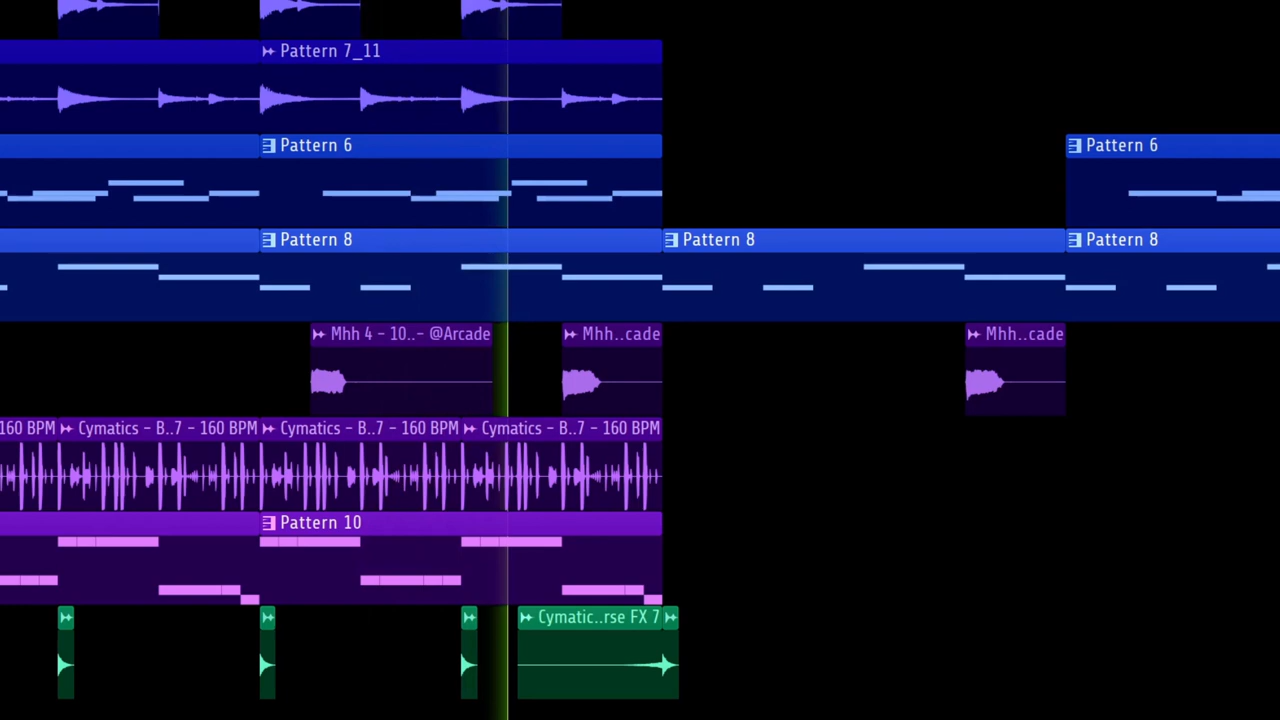 Pattern 7_11
Pattern 6
Pattern 6
Pattern 8
Pattern 8
Pattern 8
Mhh 4 - 10..- @Arcade
Mhh..cade
Mhh..cade
160 BPM
Cymatics - B..7 - 160 BPM
Cymatics - B..7 - 160 BPM
Cymatics - B..7 - 160 BPM
Pattern 10
Cymatic..rse FX 7